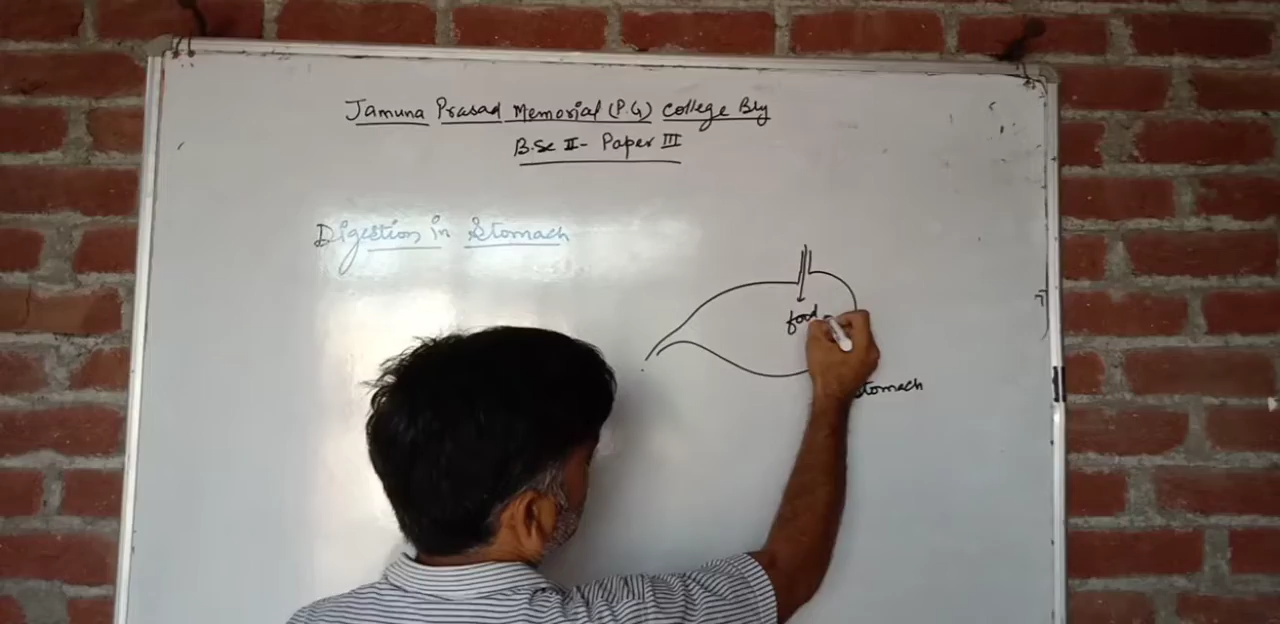 Jamuna Prasad Memorial (P.G) College Bly
B.Sc II- Paper III
Digestion in Stomach
food
Stomach